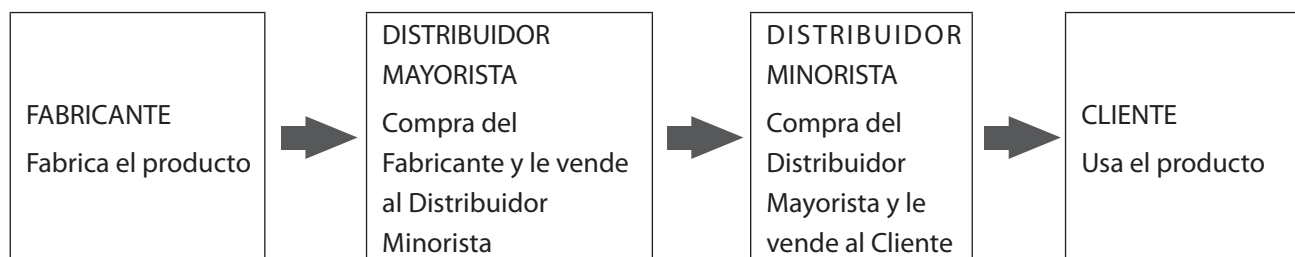 FABRICANTE
Fabrica el producto
DISTRIBUIDOR
MAYORISTA
Compra del
Fabricante y le vende
al Distribuidor
Minorista
DISTRIBUIDOR
MINORISTA
Compra del
Distribuidor
Mayorista y le
vende al Cliente
CLIENTE
Usa el producto